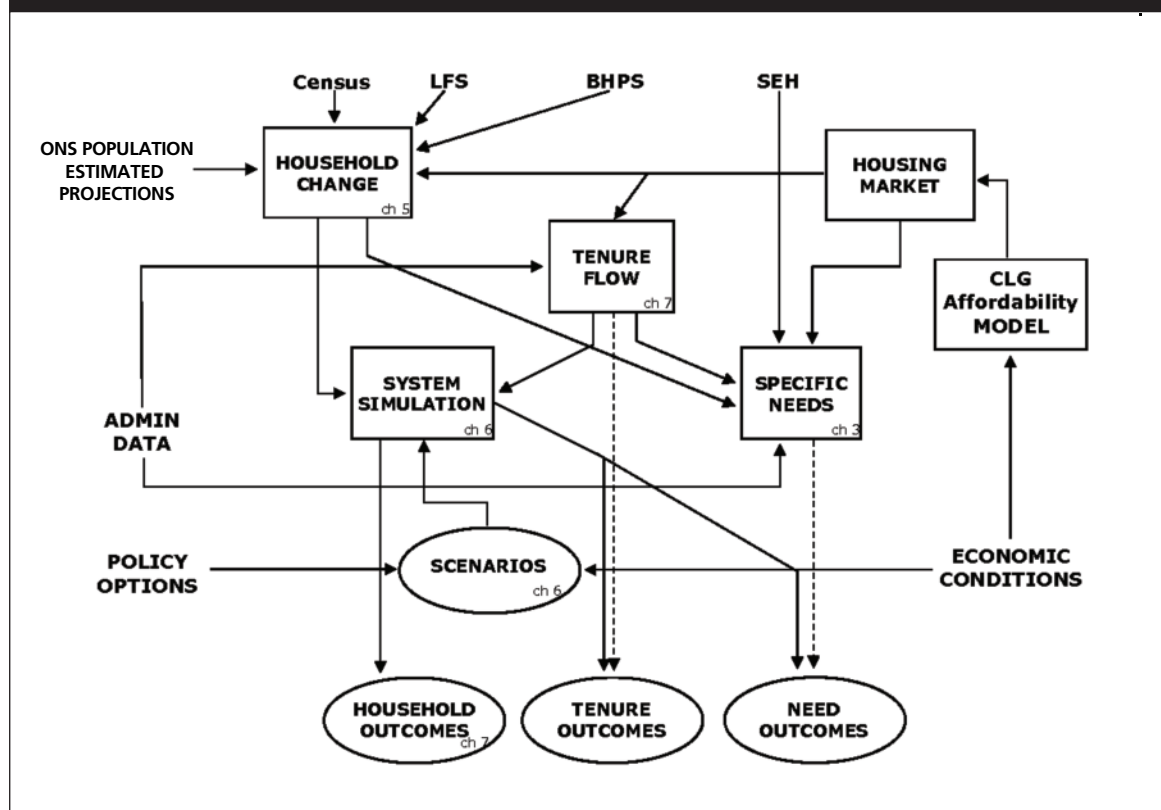 Census
LFS
BHPS
SEH
ONS POPULATION
ESTIMATED
PROJECTIONS
HOUSEHOLD
CHANGE
ch 5
HOUSING
MARKET
TENURE
FLOW
ch 7
CLG
Affordability
MODEL
SYSTEM
SIMULATION
ch 6
SPECIFIC
NEEDS
ch 3
ADMIN
DATA
POLICY
OPTIONS
SCENARIOS
ch 6
ECONOMIC
CONDITIONS
HOUSEHOLD
OUTCOMES
ch 7
TENURE
OUTCOMES
NEED
OUTCOMES